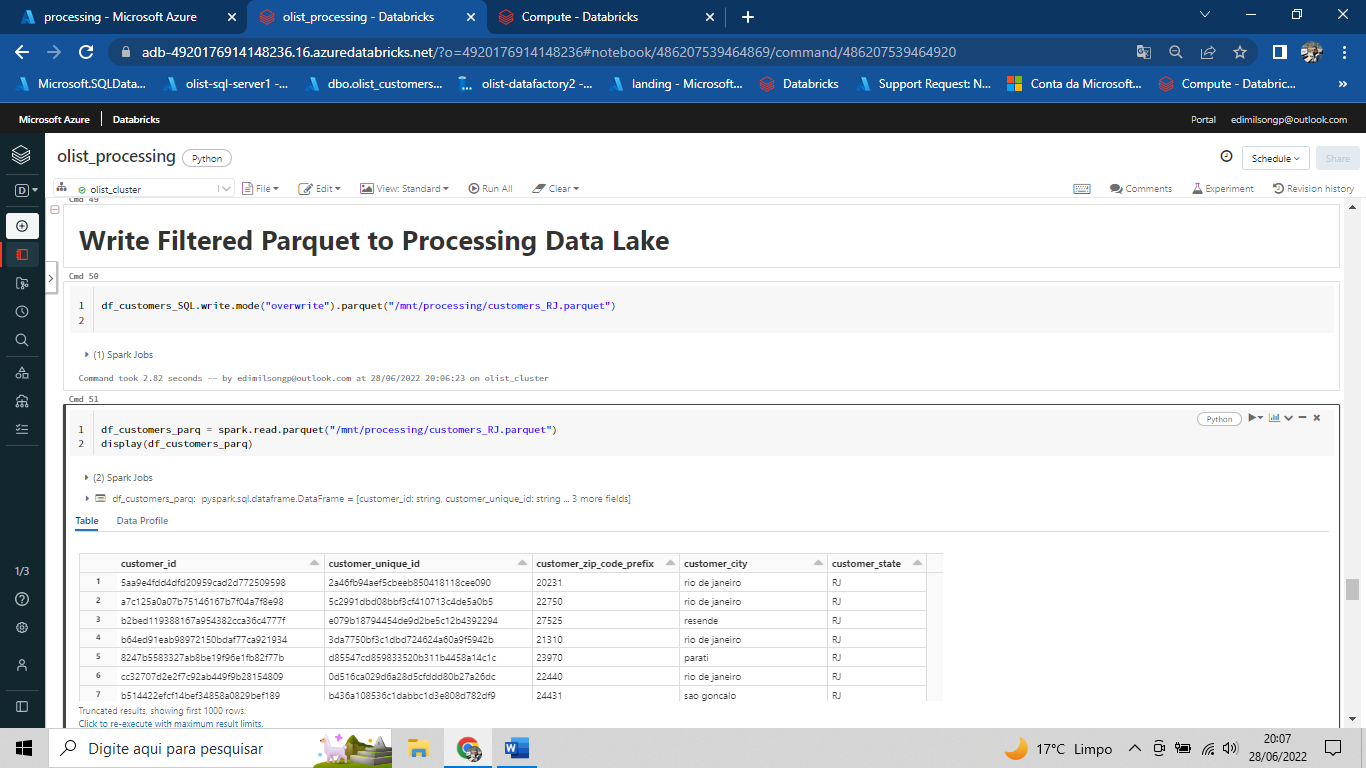 processing - Microsoft Azure
olist_processing - Databricks
Compute - Databricks
adb-4920176914148236.16.azuredatabricks.net/?o=4920176914148236#notebook/486207539464869/command/486207539464920
Microsoft.SQLData...
olist-sql-server1 -...
dbo.olist_customers...
olist-datafactory2 -...
landing - Microsoft...
Databricks
Support Request: N...
Conta da Microsoft...
Compute - Databric...
»
Microsoft Azure | Databricks
Portal edimilsongp@outlook.com
olist_processing Python
Schedule Share
D olist_cluster File Edit View: Standard Run All Clear Comments Experiment Revision history
Cmd 49
Write Filtered Parquet to Processing Data Lake
Cmd 50
1 df_customers_SQL.write.mode("overwrite").parquet("/mnt/processing/customers_RJ.parquet")
2
(1) Spark Jobs
Command took 2.82 seconds -- by edimilsongp@outlook.com at 28/06/2022 20:06:23 on olist_cluster
Cmd 51
Python
1 df_customers_parq = spark.read.parquet("/mnt/processing/customers_RJ.parquet")
2 display(df_customers_parq)
(2) Spark Jobs
df_customers_parq: pyspark.sql.dataframe.DataFrame = [customer_id: string, customer_unique_id: string ... 3 more fields]
Table Data Profile
customer_id customer_unique_id customer_zip_code_prefix customer_city customer_state
1 5aa9e4fdd4dfd20959cad2d772509598 2a46fb94aef5cbeeb850418118cee090 20231 rio de janeiro RJ
2 a7c125a0a07b75146167b7f04a7f8e98 5c2991dbd08bbf3cf410713c4de5a0b5 22750 rio de janeiro RJ
3 b2bed119388167a954382cca36c4777f e079b18794454de9d2be5c12b4392294 27525 resende RJ
4 b64ed91eab98972150bdaf77ca921934 3da7750bf3c1dbd724624a60a9f5942b 21310 rio de janeiro RJ
5 8247b5583327ab8be19f96e1fb82f77b d85547cd859833520b311b4458a14c1c 23970 parati RJ
6 cc32707d2e2f7c92ab449f9b28154809 0d516ca029d6a28d5cfddd80b27a26dc 22440 rio de janeiro RJ
7 b514422efcf14bef34858a0829bef189 b436a108536c1dabbc1d3e808d782df9 24431 sao goncalo RJ
Truncated results, showing first 1000 rows.
Click to re-execute with maximum result limits.
1/3
Digite aqui para pesquisar
17°C Limpo
20:07
28/06/2022